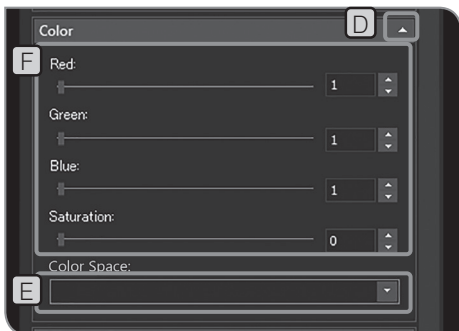 Color
D
F
Red:
1
Green:
1
Blue:
1
Saturation:
0
Color Space:
E